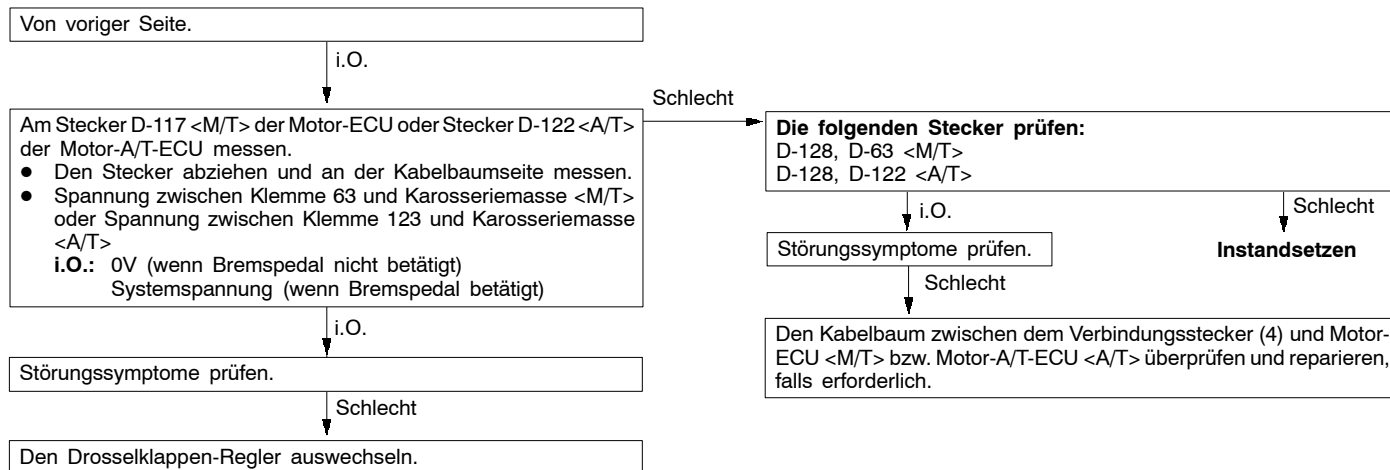 Von voriger Seite.
i.O.
Am Stecker D-117 <M/T> der Motor-ECU oder Stecker D-122 <A/T>
der Motor-A/T-ECU messen.
● Den Stecker abziehen und an der Kabelbaumseite messen.
● Spannung zwischen Klemme 63 und Karosseriemasse <M/T>
oder Spannung zwischen Klemme 123 und Karosseriemasse
<A/T>
i.O.: 0V (wenn Bremspedal nicht betätigt)
Systemspannung (wenn Bremspedal betätigt)
Schlecht
Die folgenden Stecker prüfen:
D-128, D-63 <M/T>
D-128, D-122 <A/T>
i.O.
Schlecht
Störungssymptome prüfen.
Instandsetzen
Schlecht
Den Kabelbaum zwischen dem Verbindungsstecker (4) und Motor-
ECU <M/T> bzw. Motor-A/T-ECU <A/T> überprüfen und reparieren,
falls erforderlich.
i.O.
Störungssymptome prüfen.
Schlecht
Den Drosselklappen-Regler auswechseln.